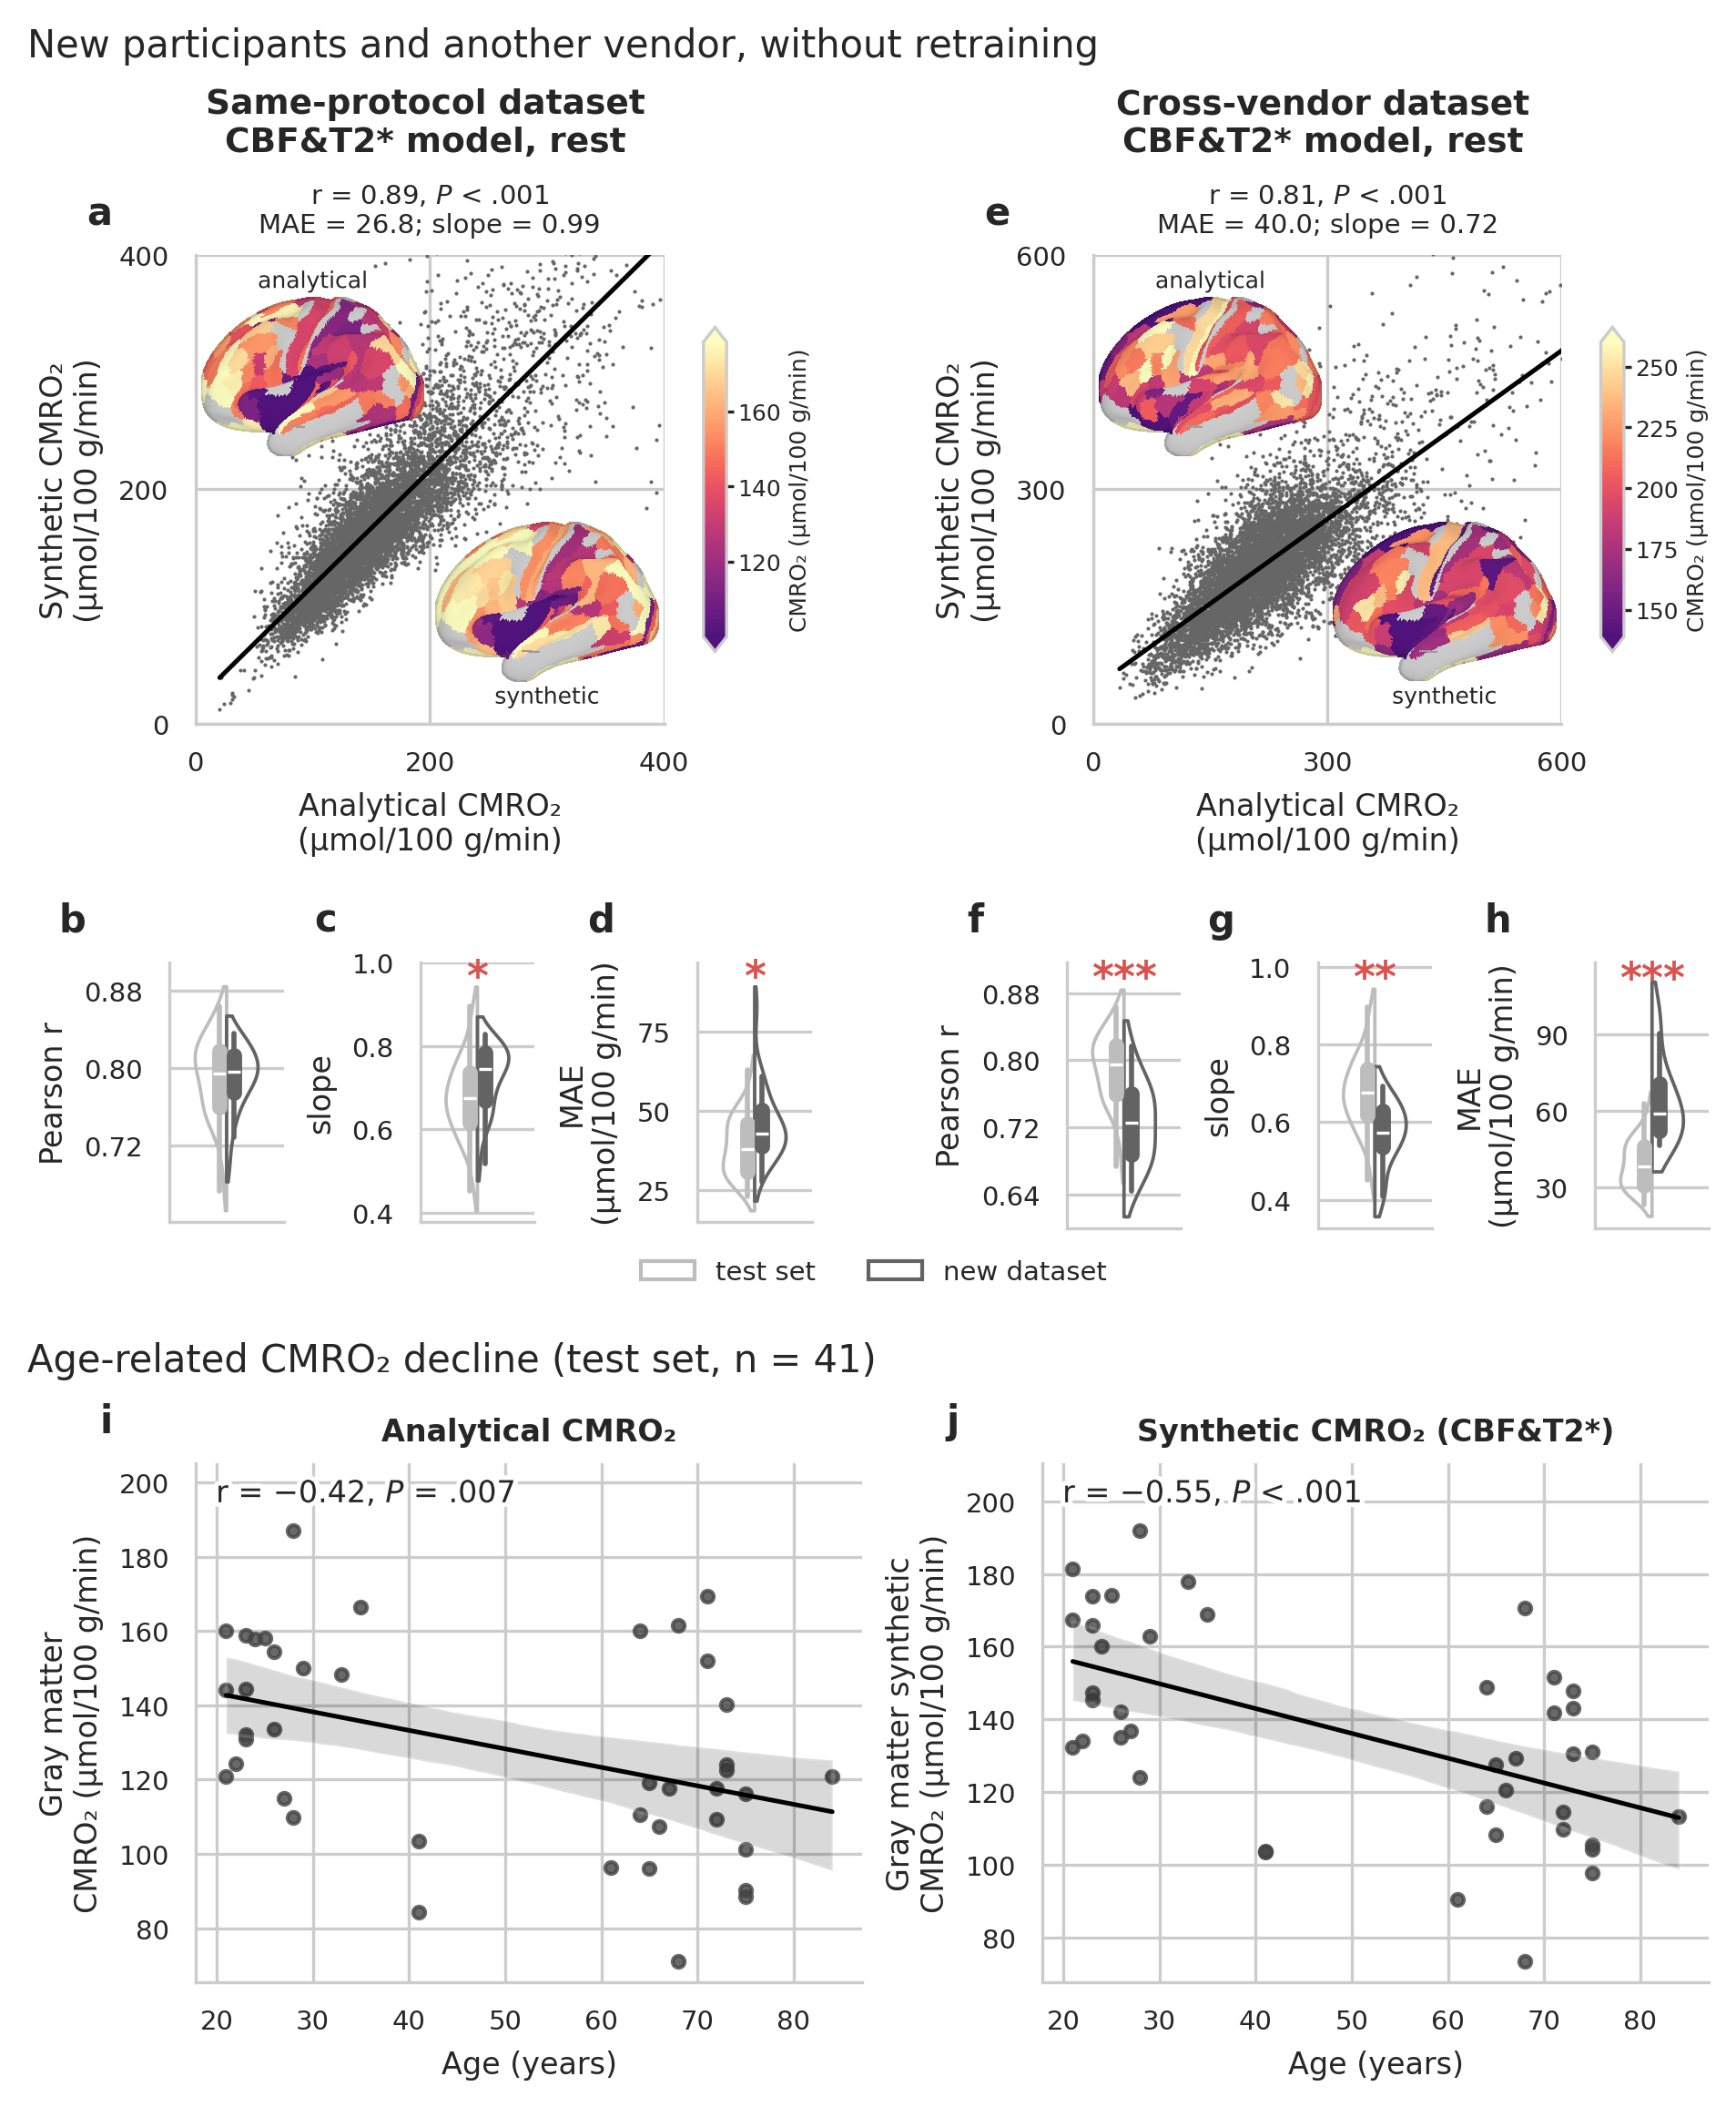 New participants and another vendor, without retraining
Same-protocol dataset
CBF&T2* model, rest
a
r = 0.89, P < .001
MAE = 26.8; slope = 0.99
analytical
synthetic
400
200
0
0
200
400
Synthetic CMRO₂
(µmol/100 g/min)
Analytical CMRO₂
(µmol/100 g/min)
160
140
120
CMRO₂ (µmol/100 g/min)
Cross-vendor dataset
CBF&T2* model, rest
e
r = 0.81, P < .001
MAE = 40.0; slope = 0.72
analytical
synthetic
600
300
0
0
300
600
Synthetic CMRO₂
(µmol/100 g/min)
Analytical CMRO₂
(µmol/100 g/min)
250
225
200
175
150
CMRO₂ (µmol/100 g/min)
b
Pearson r
0.88
0.80
0.72
c
slope
1.0
0.8
0.6
0.4
*
d
MAE
(µmol/100 g/min)
75
50
25
*
f
Pearson r
0.88
0.80
0.72
0.64
***
g
slope
1.0
0.8
0.6
0.4
**
h
MAE
(µmol/100 g/min)
90
60
30
***
test set
new dataset
Age-related CMRO₂ decline (test set, n = 41)
i
Analytical CMRO₂
r = −0.42, P = .007
Gray matter
CMRO₂ (µmol/100 g/min)
200
180
160
140
120
100
80
20
30
40
50
60
70
80
Age (years)
j
Synthetic CMRO₂ (CBF&T2*)
r = −0.55, P < .001
Gray matter synthetic
CMRO₂ (µmol/100 g/min)
200
180
160
140
120
100
80
20
30
40
50
60
70
80
Age (years)